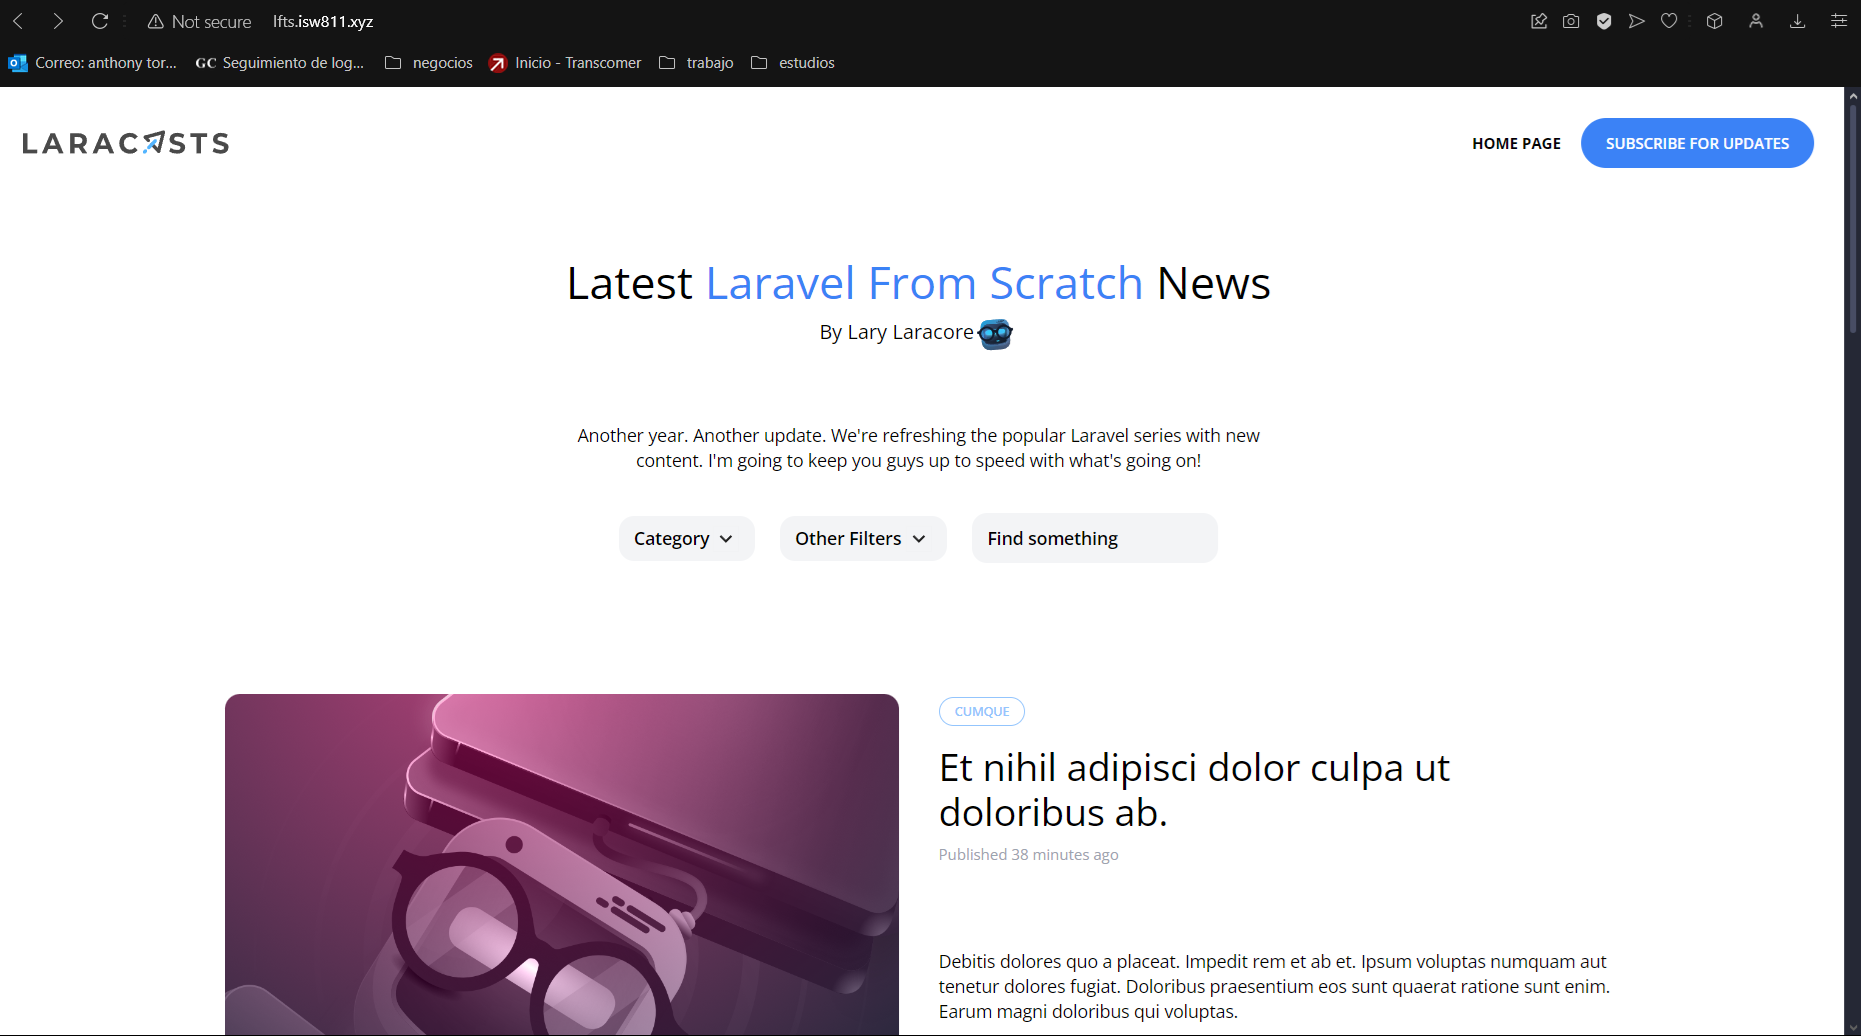 Not secure lfts.isw811.xyz
Correo: anthony tor... GC Seguimiento de log... negocios Inicio - Transcomer trabajo estudios
LARACASTS
HOME PAGE
SUBSCRIBE FOR UPDATES
Latest Laravel From Scratch News
By Lary Laracore
Another year. Another update. We're refreshing the popular Laravel series with new
content. I'm going to keep you guys up to speed with what's going on!
Category
Other Filters
Find something
CUMQUE
Et nihil adipisci dolor culpa ut
doloribus ab.
Published 38 minutes ago
Debitis dolores quo a placeat. Impedit rem et ab et. Ipsum voluptas numquam aut
tenetur dolores fugiat. Doloribus praesentium eos sunt quaerat ratione sunt enim.
Earum magni doloribus qui voluptas.